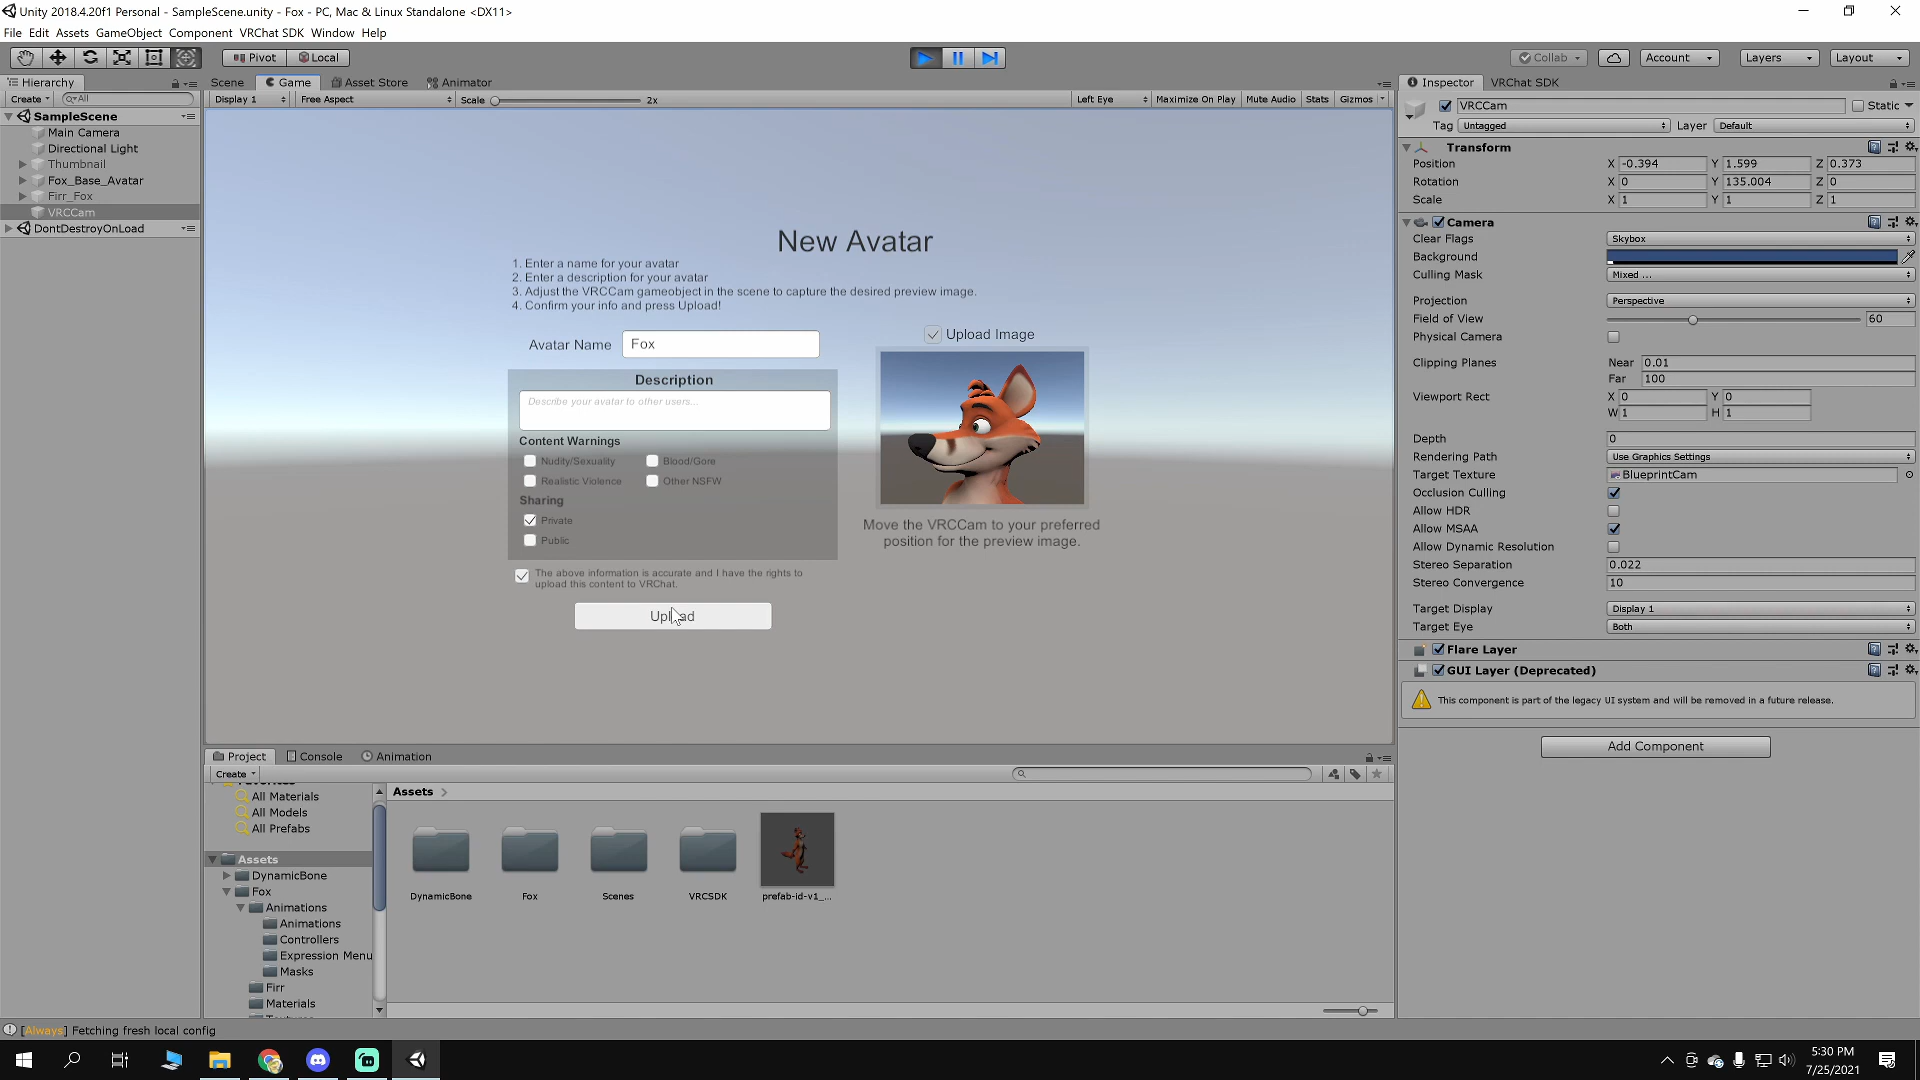 Unity 2018.4.20f1 Personal - SampleScene.unity - Fox - PC, Mac & Linux Standalone <DX11>
File Edit Assets GameObject Component VRChat SDK Window Help
Pivot Local
Collab Account Layers Layout
Hierarchy
Create All
SampleScene
Main Camera
Directional Light
Thumbnail
Fox_Base_Avatar
Firr_Fox
VRCCam
DontDestroyOnLoad
Scene Game Asset Store Animator
Display 1 Free Aspect Scale 2x Left Eye Maximize On Play Mute Audio Stats Gizmos
New Avatar
1. Enter a name for your avatar
2. Enter a description for your avatar
3. Adjust the VRCCam gameobject in the scene to capture the desired preview image.
4. Confirm your info and press Upload!
Avatar Name Fox
Upload Image
Description
Describe your avatar to other users...
Content Warnings
Nudity/Sexuality Blood/Gore
Realistic Violence Other NSFW
Sharing
Private
Public
Move the VRCCam to your preferred
position for the preview image.
The above information is accurate and I have the rights to
upload this content to VRChat.
Upload
Inspector VRChat SDK
VRCCam Static
Tag Untagged Layer Default
Transform
Position X -0.394 Y 1.599 Z 0.373
Rotation X 0 Y 135.004 Z 0
Scale X 1 Y 1 Z 1
Camera
Clear Flags Skybox
Background
Culling Mask Mixed ...
Projection Perspective
Field of View 60
Physical Camera
Clipping Planes Near 0.01
Far 100
Viewport Rect X 0 Y 0
W 1 H 1
Depth 0
Rendering Path Use Graphics Settings
Target Texture BlueprintCam
Occlusion Culling
Allow HDR
Allow MSAA
Allow Dynamic Resolution
Stereo Separation 0.022
Stereo Convergence 10
Target Display Display 1
Target Eye Both
Flare Layer
GUI Layer (Deprecated)
This component is part of the legacy UI system and will be removed in a future release.
Add Component
Project Console Animation
Create
All Materials
All Models
All Prefabs
Assets
DynamicBone
Fox
Animations
Animations
Controllers
Expression Menu
Masks
Firr
Materials
Assets
DynamicBone Fox Scenes VRCSDK prefab-id-v1_...
[Always] Fetching fresh local config
5:30 PM
7/25/2021